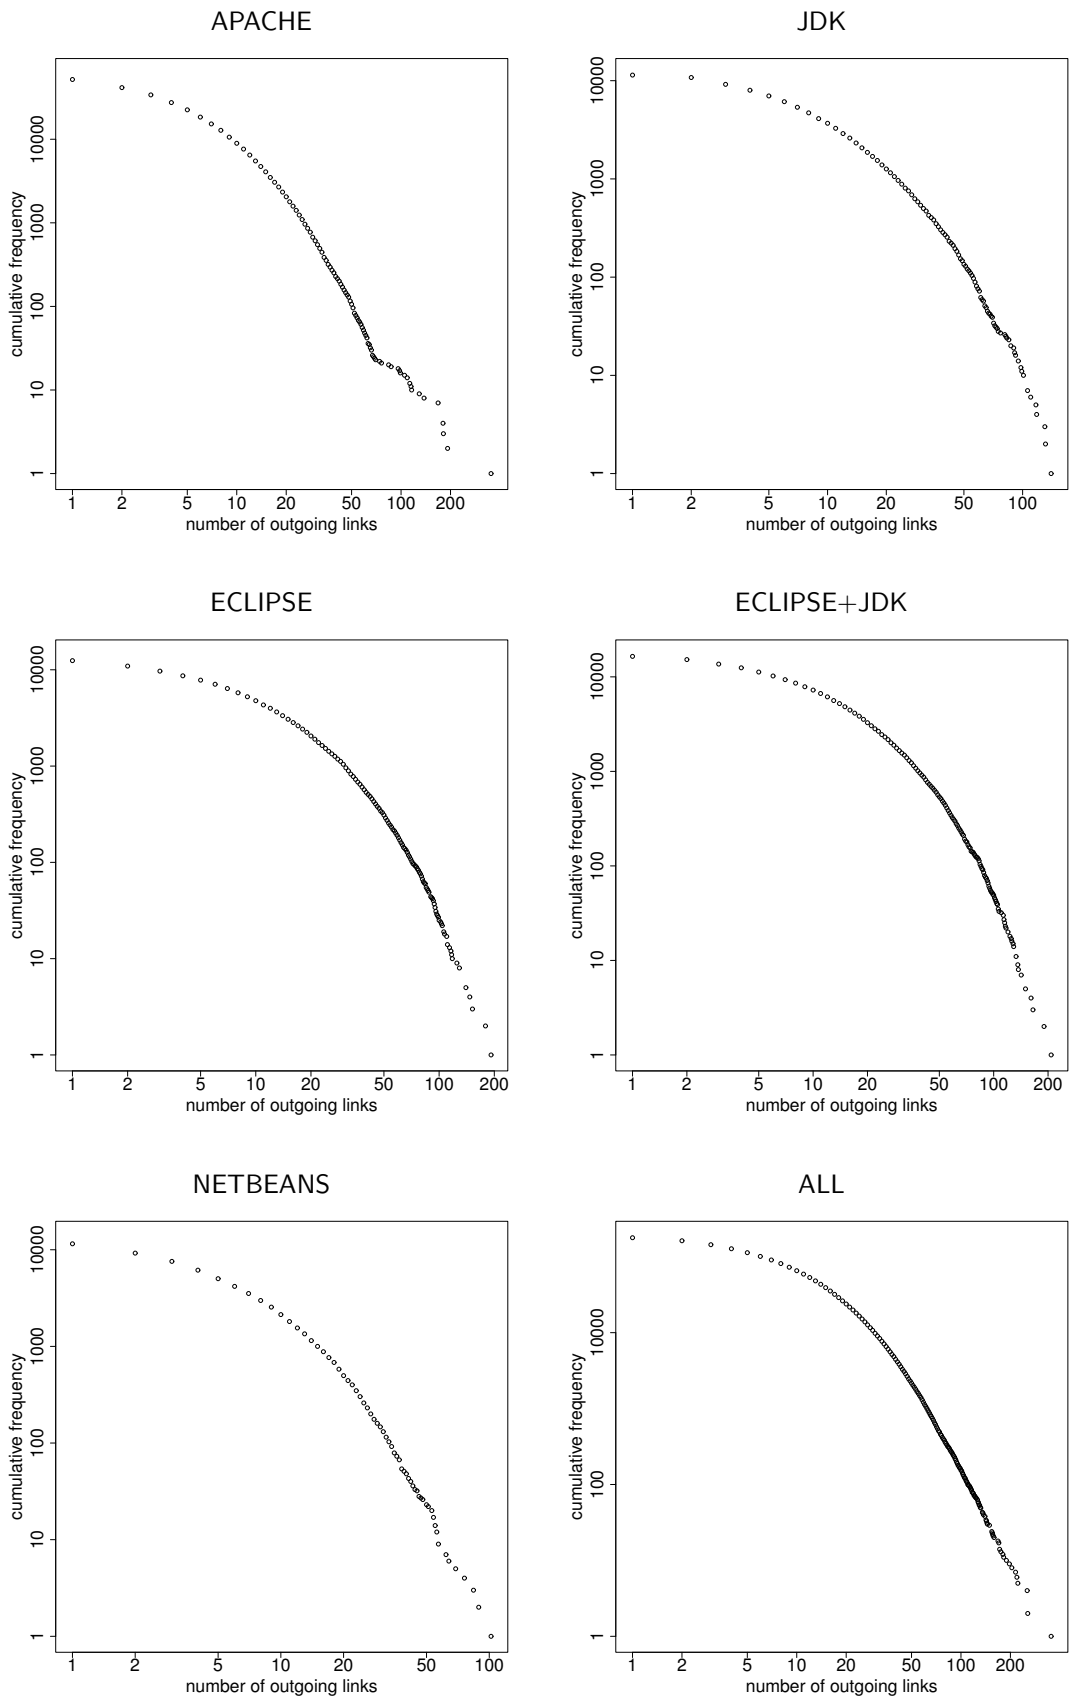 APACHE
cumulative frequency
10000
1000
100
10
1
1 2 5 10 20 50 100 200
number of outgoing links
JDK
cumulative frequency
10000
1000
100
10
1
1 2 5 10 20 50 100
number of outgoing links
ECLIPSE
cumulative frequency
10000
1000
100
10
1
1 2 5 10 20 50 100 200
number of outgoing links
ECLIPSE+JDK
cumulative frequency
10000
1000
100
10
1
1 2 5 10 20 50 100 200
number of outgoing links
NETBEANS
cumulative frequency
10000
1000
100
10
1
1 2 5 10 20 50 100
number of outgoing links
ALL
cumulative frequency
10000
100
1
1 2 5 10 20 50 100 200
number of outgoing links